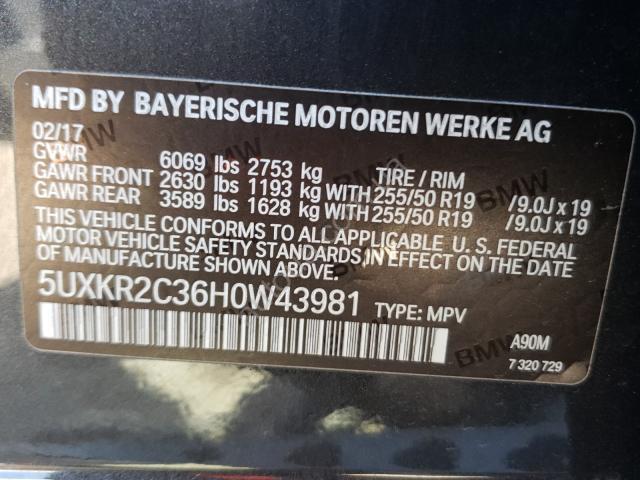 MFD BY BAYERISCHE MOTOREN WERKE AG
02/17
GVWR 6069 lbs 2753 kg TIRE / RIM
GAWR FRONT 2630 lbs 1193 kg WITH 255/50 R19 /9.0J x 19
GAWR REAR 3589 lbs 1628 kg WITH 255/50 R19 /9.0J x 19
THIS VEHICLE CONFORMS TO ALL APPLICABLE U. S. FEDERAL
MOTOR VEHICLE SAFETY STANDARDS IN EFFECT ON THE DATE OF
5UXKR2C36H0W43981 TYPE: MPV
A90M
7 320 729